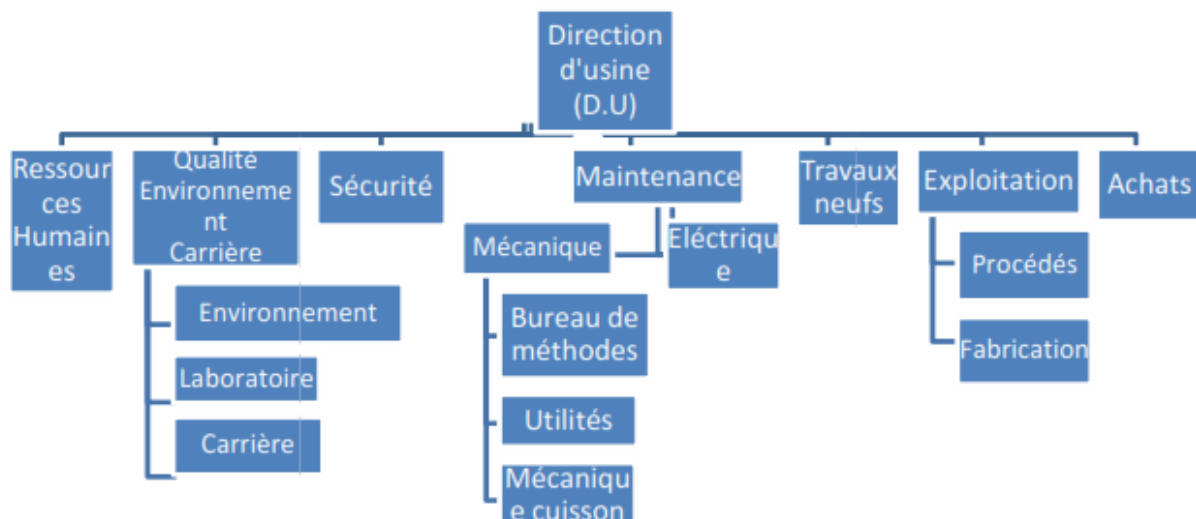 Direction
d'usine
(D.U)
Ressour
ces
Humain
es
Qualité
Environneme
nt
Carrière
Sécurité
Maintenance
Travaux
neufs
Exploitation
Achats
Mécanique
Eléctriqu
e
Procédés
Environnement
Bureau de
méthodes
Fabrication
Laboratoire
Utilités
Carrière
Mécaniqu
e cuisson